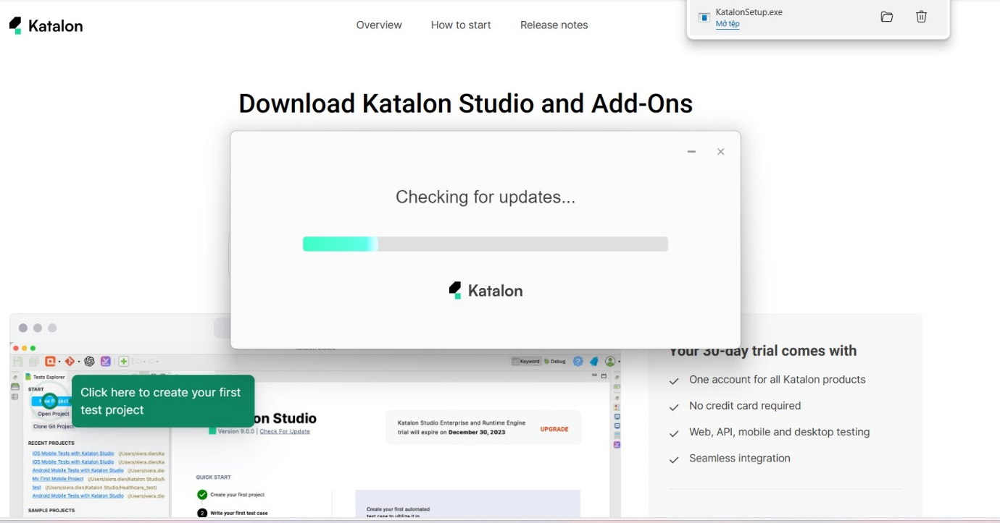 Katalon
Overview
How to start
Release notes
KatalonSetup.exe
Mở tệp
Download Katalon Studio and Add-Ons
Checking for updates...
Katalon
Keyword
Debug
Tests Explorer
START
Click here to create your first
test project
Open Project
Clone Git Project
RECENT PROJECTS
iOS Mobile Tests with Katalon Studio (/Users/siera.dien/Ka
iOS Mobile Tests with Katalon Studio (/Users/siera.dien/Ka
Android Mobile Tests with Katalon Studio (/Users/siera.die
My First Mobile Project (/Users/siera.dien/Katalon Studio/M
test (/Users/siera.dien/Katalon Studio/Healthcare_test)
Android Mobile Tests with Katalon Studio (/Users/siera.die
SAMPLE PROJECTS
on Studio
Version 9.0.0 | Check For Update
Katalon Studio Enterprise and Runtime Engine
trial will expire on December 30, 2023
UPGRADE
QUICK START
Create your first project
2 Write your first test case
Create your first automated
test case to utilize it in
Your 30-day trial comes with
One account for all Katalon products
No credit card required
Web, API, mobile and desktop testing
Seamless integration